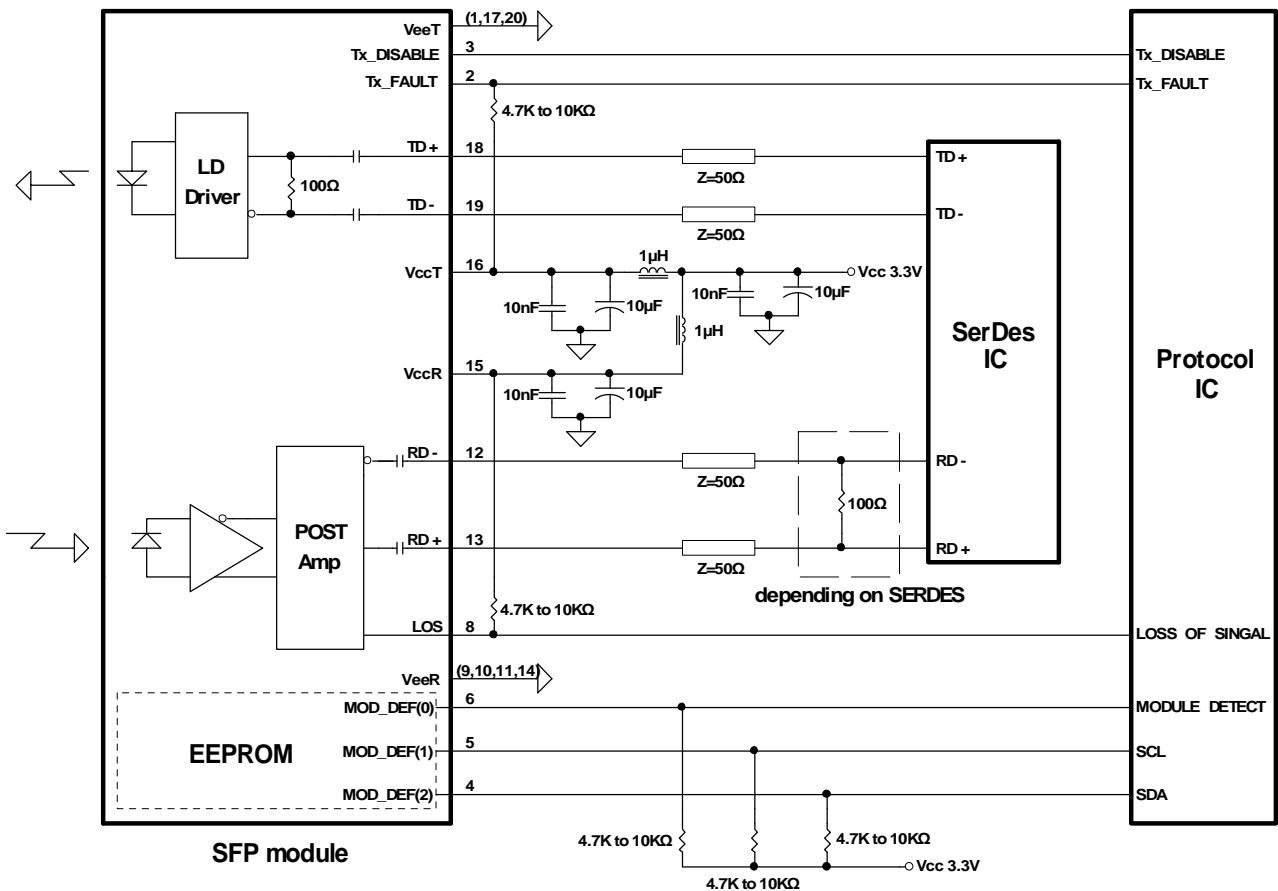 VeeT (1,17,20)
Tx_DISABLE 3 Tx_DISABLE
Tx_FAULT 2 Tx_FAULT
4.7K to 10KΩ
LD
Driver
100Ω
TD+ 18 TD+
Z=50Ω
TD- 19 TD-
Z=50Ω
1µH
VccT 16 Vcc 3.3V
10nF 10µF 10nF 10µF
1µH
SerDes
IC
Protocol
IC
VccR 15
10nF 10µF
RD- 12 RD-
Z=50Ω
100Ω
POST
Amp
RD+ 13 RD+
Z=50Ω
depending on SERDES
4.7K to 10KΩ
LOS 8 LOSS OF SINGAL
VeeR (9,10,11,14)
MOD_DEF(0) 6 MODULE DETECT
EEPROM
MOD_DEF(1) 5 SCL
MOD_DEF(2) 4 SDA
4.7K to 10KΩ 4.7K to 10KΩ
SFP module
Vcc 3.3V
4.7K to 10KΩ